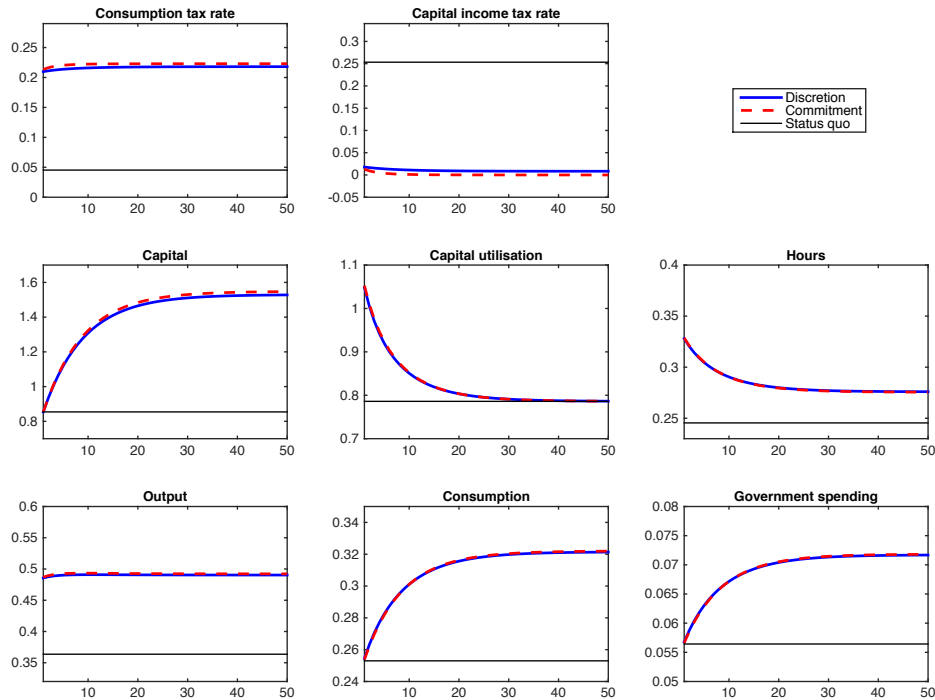 Consumption tax rate
0.25
0.2
0.15
0.1
0.05
0
10 20 30 40 50
Capital income tax rate
0.3
0.25
0.2
0.15
0.1
0.05
0
-0.05
10 20 30 40 50
Discretion
Commitment
Status quo
Capital
1.6
1.4
1.2
1
0.8
10 20 30 40 50
Capital utilisation
1.1
1
0.9
0.8
0.7
10 20 30 40 50
Hours
0.4
0.35
0.3
0.25
10 20 30 40 50
Output
0.6
0.55
0.5
0.45
0.4
0.35
10 20 30 40 50
Consumption
0.34
0.32
0.3
0.28
0.26
0.24
10 20 30 40 50
Government spending
0.08
0.075
0.07
0.065
0.06
0.055
0.05
10 20 30 40 50